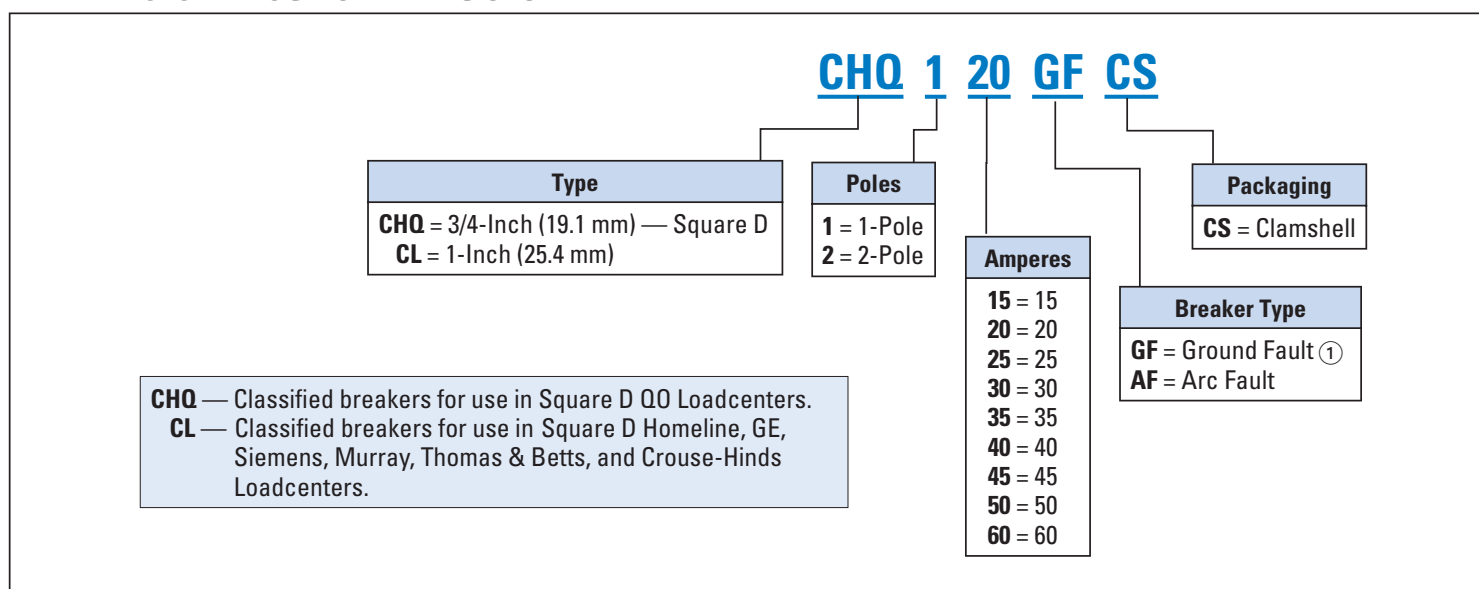 CHQ 1 20 GF CS
Type
CHQ = 3/4-Inch (19.1 mm) — Square D
CL = 1-Inch (25.4 mm)
Poles
1 = 1-Pole
2 = 2-Pole
Amperes
15 = 15
20 = 20
25 = 25
30 = 30
35 = 35
40 = 40
45 = 45
50 = 50
60 = 60
Packaging
CS = Clamshell
Breaker Type
GF = Ground Fault ①
AF = Arc Fault
CHQ — Classified breakers for use in Square D QO Loadcenters.
CL — Classified breakers for use in Square D Homeline, GE,
Siemens, Murray, Thomas & Betts, and Crouse-Hinds
Loadcenters.